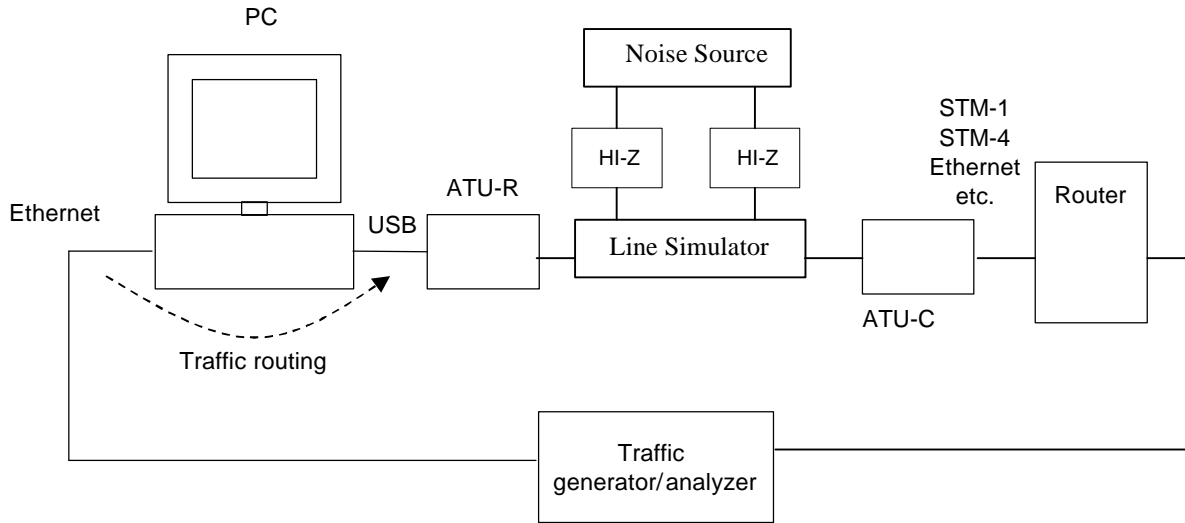 PC
Noise Source
HI-Z
HI-Z
STM-1
STM-4
Ethernet
etc.
Router
ATU-R
Ethernet
USB
Line Simulator
ATU-C
Traffic routing
Traffic
generator/analyzer